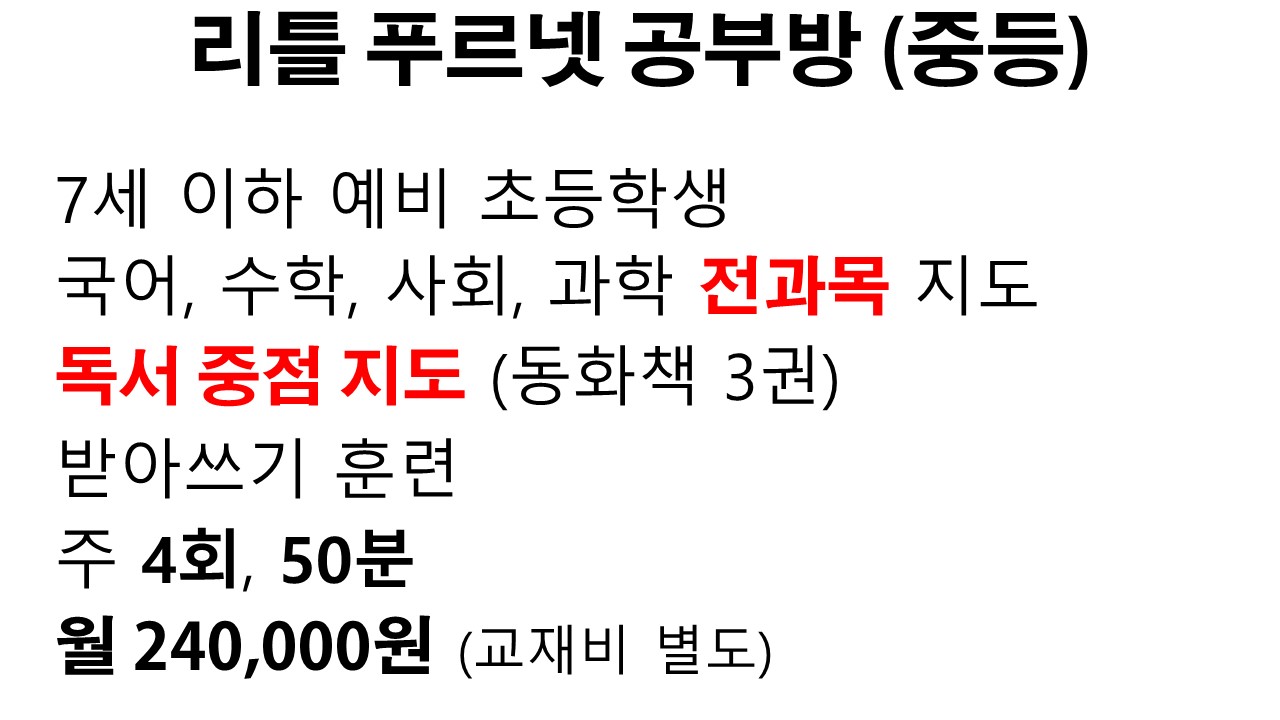 리틀 푸르넷 공부방 (중등)
7세 이하 예비 초등학생
국어, 수학, 사회, 과학 전과목 지도
독서 중점 지도 (동화책 3권)
받아쓰기 훈련
주 4회, 50분
월 240,000원 (교재비 별도)